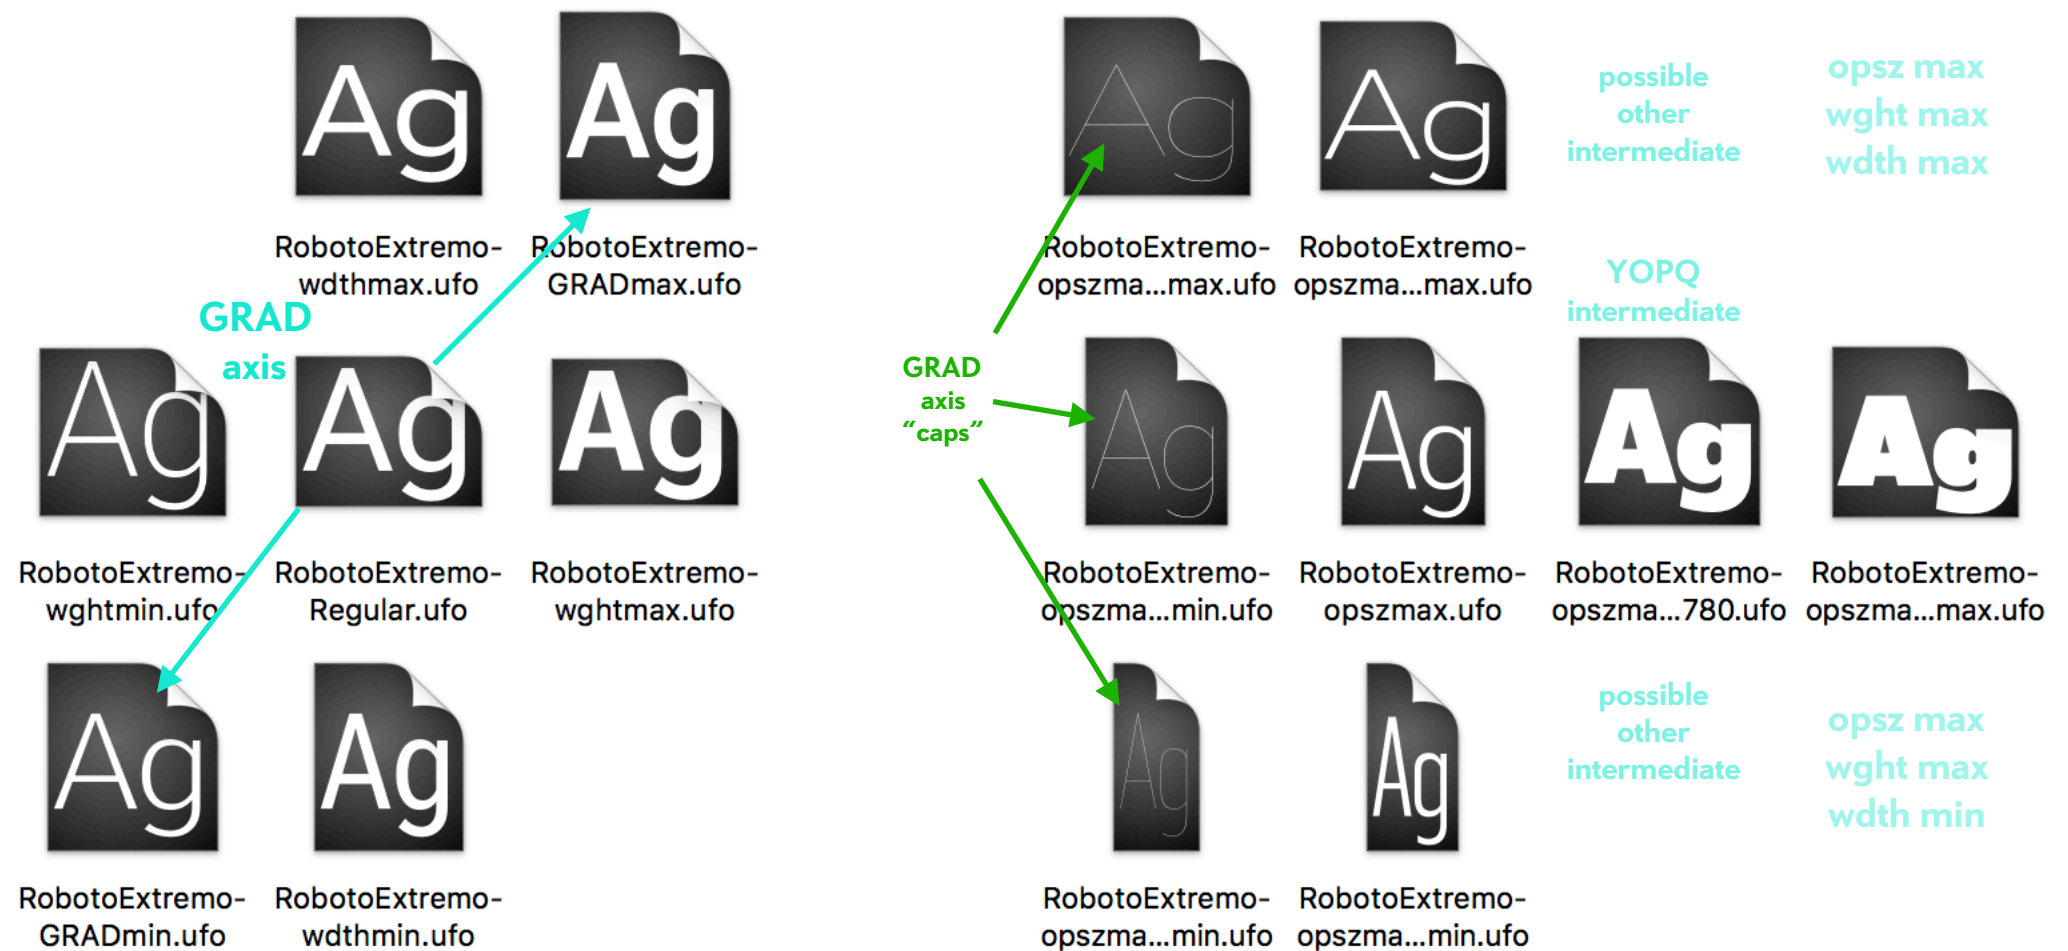 Ag
Ag
Ag
Ag
possible
other
intermediate
opsz max
wght max
wdth max
RobotoExtremo-
wdthmax.ufo
RobotoExtremo-
GRADmax.ufo
RobotoExtremo-
opszma...max.ufo
RobotoExtremo-
opszma...max.ufo
YOPQ
intermediate
GRAD
axis
GRAD
axis
“caps”
Ag
Ag
Ag
Ag
Ag
Ag
Ag
RobotoExtremo-
wghtmin.ufo
RobotoExtremo-
Regular.ufo
RobotoExtremo-
wghtmax.ufo
RobotoExtremo-
opszma...min.ufo
RobotoExtremo-
opszmax.ufo
RobotoExtremo-
opszma...780.ufo
RobotoExtremo-
opszma...max.ufo
Ag
Ag
Ag
Ag
possible
other
intermediate
opsz max
wght max
wdth min
RobotoExtremo-
GRADmin.ufo
RobotoExtremo-
wdthmin.ufo
RobotoExtremo-
opszma...min.ufo
RobotoExtremo-
opszma...min.ufo